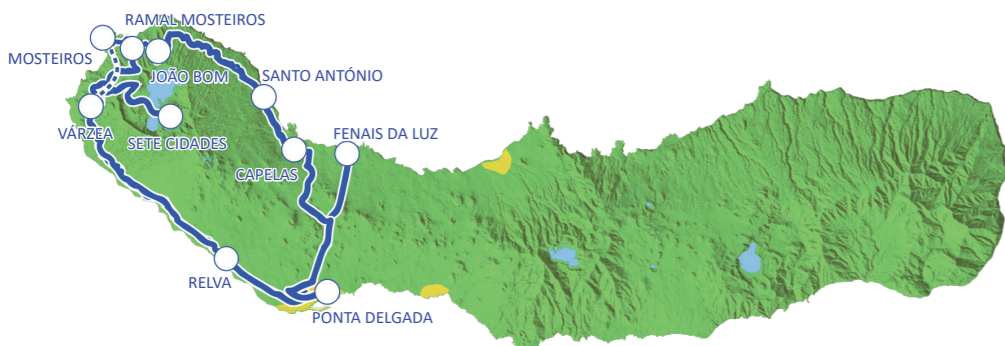 RAMAL MOSTEIROS
MOSTEIROS
JOÃO BOM
SANTO ANTÓNIO
VÁRZEA
SETE CIDADES
FENAIS DA LUZ
CAPELAS
RELVA
PONTA DELGADA